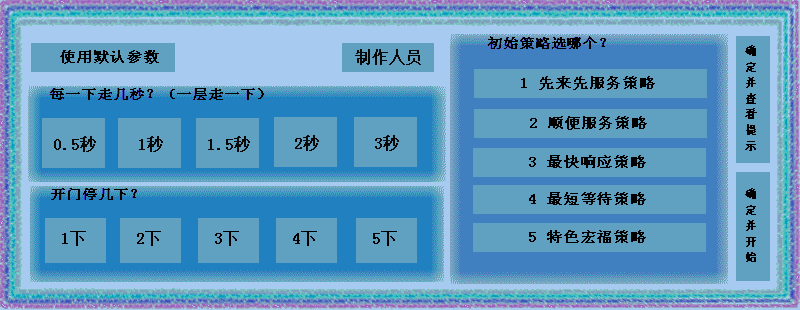 使用默认参数
制作人员
每一下走几秒？（一层走一下）
0.5秒
1秒
1.5秒
2秒
3秒
开门停几下？
1下
2下
3下
4下
5下
初始策略选哪个？
1 先来先服务策略
2 顺便服务策略
3 最快响应策略
4 最短等待策略
5 特色宏福策略
确定并查看提示
确定并开始